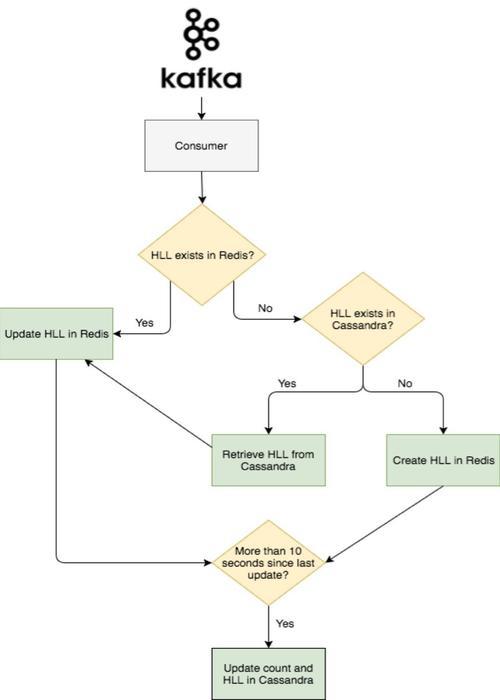 kafka
Consumer
HLL exists in Redis?
Yes
No
Update HLL in Redis
HLL exists in
Cassandra?
Yes
No
Retrieve HLL from
Cassandra
Create HLL in Redis
More than 10
seconds since last
update?
Yes
Update count and
HLL in Cassandra